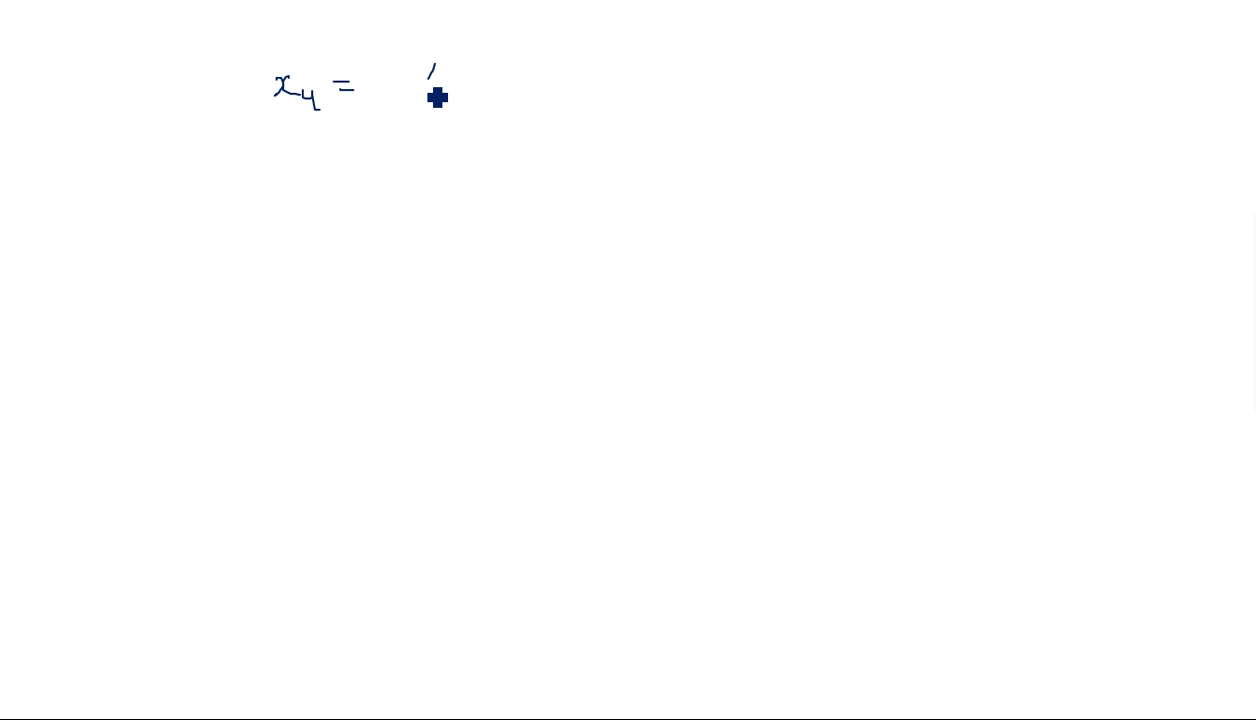 x₄ =